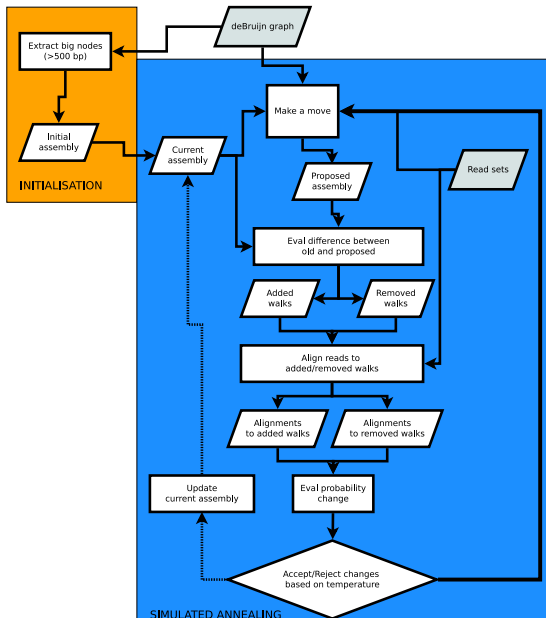 deBruijn graph
Extract big nodes
(>500 bp)
Make a move
Initial
assembly
Current
assembly
Proposed
assembly
Read sets
INITIALISATION
Eval difference between
old and proposed
Added
walks
Removed
walks
Align reads to
added/removed walks
Alignments
to added walks
Alignments
to removed walks
Update
current assembly
Eval probability
change
Accept/Reject changes
based on temperature
SIMULATED ANNEALING